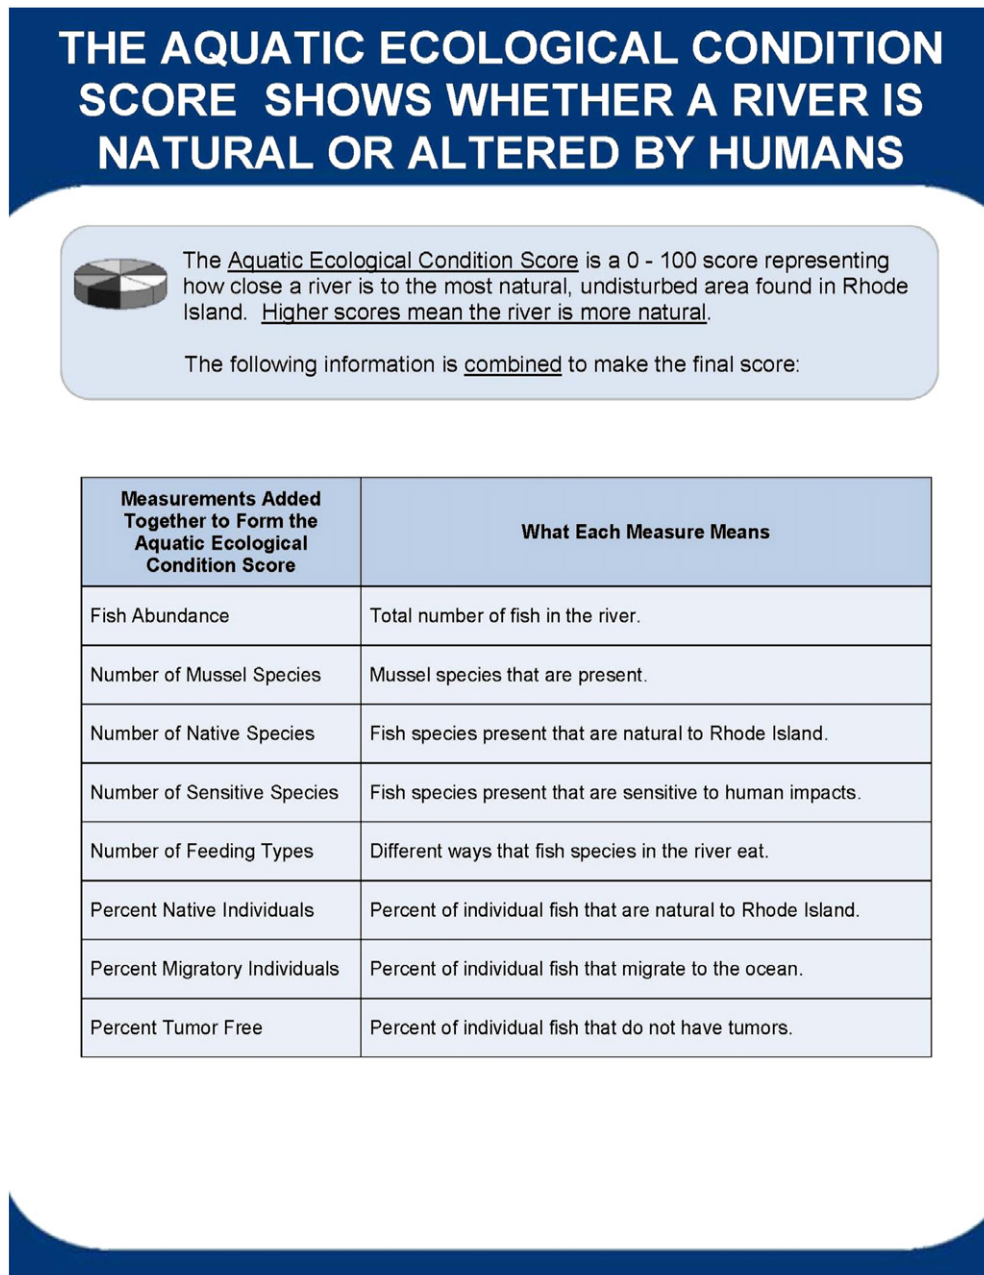 THE AQUATIC ECOLOGICAL CONDITION
SCORE SHOWS WHETHER A RIVER IS
NATURAL OR ALTERED BY HUMANS
The Aquatic Ecological Condition Score is a 0 - 100 score representing
how close a river is to the most natural, undisturbed area found in Rhode
Island. Higher scores mean the river is more natural.
The following information is combined to make the final score:
Measurements Added
Together to Form the
Aquatic Ecological
Condition Score
What Each Measure Means
Fish Abundance
Total number of fish in the river.
Number of Mussel Species
Mussel species that are present.
Number of Native Species
Fish species present that are natural to Rhode Island.
Number of Sensitive Species
Fish species present that are sensitive to human impacts.
Number of Feeding Types
Different ways that fish species in the river eat.
Percent Native Individuals
Percent of individual fish that are natural to Rhode Island.
Percent Migratory Individuals
Percent of individual fish that migrate to the ocean.
Percent Tumor Free
Percent of individual fish that do not have tumors.